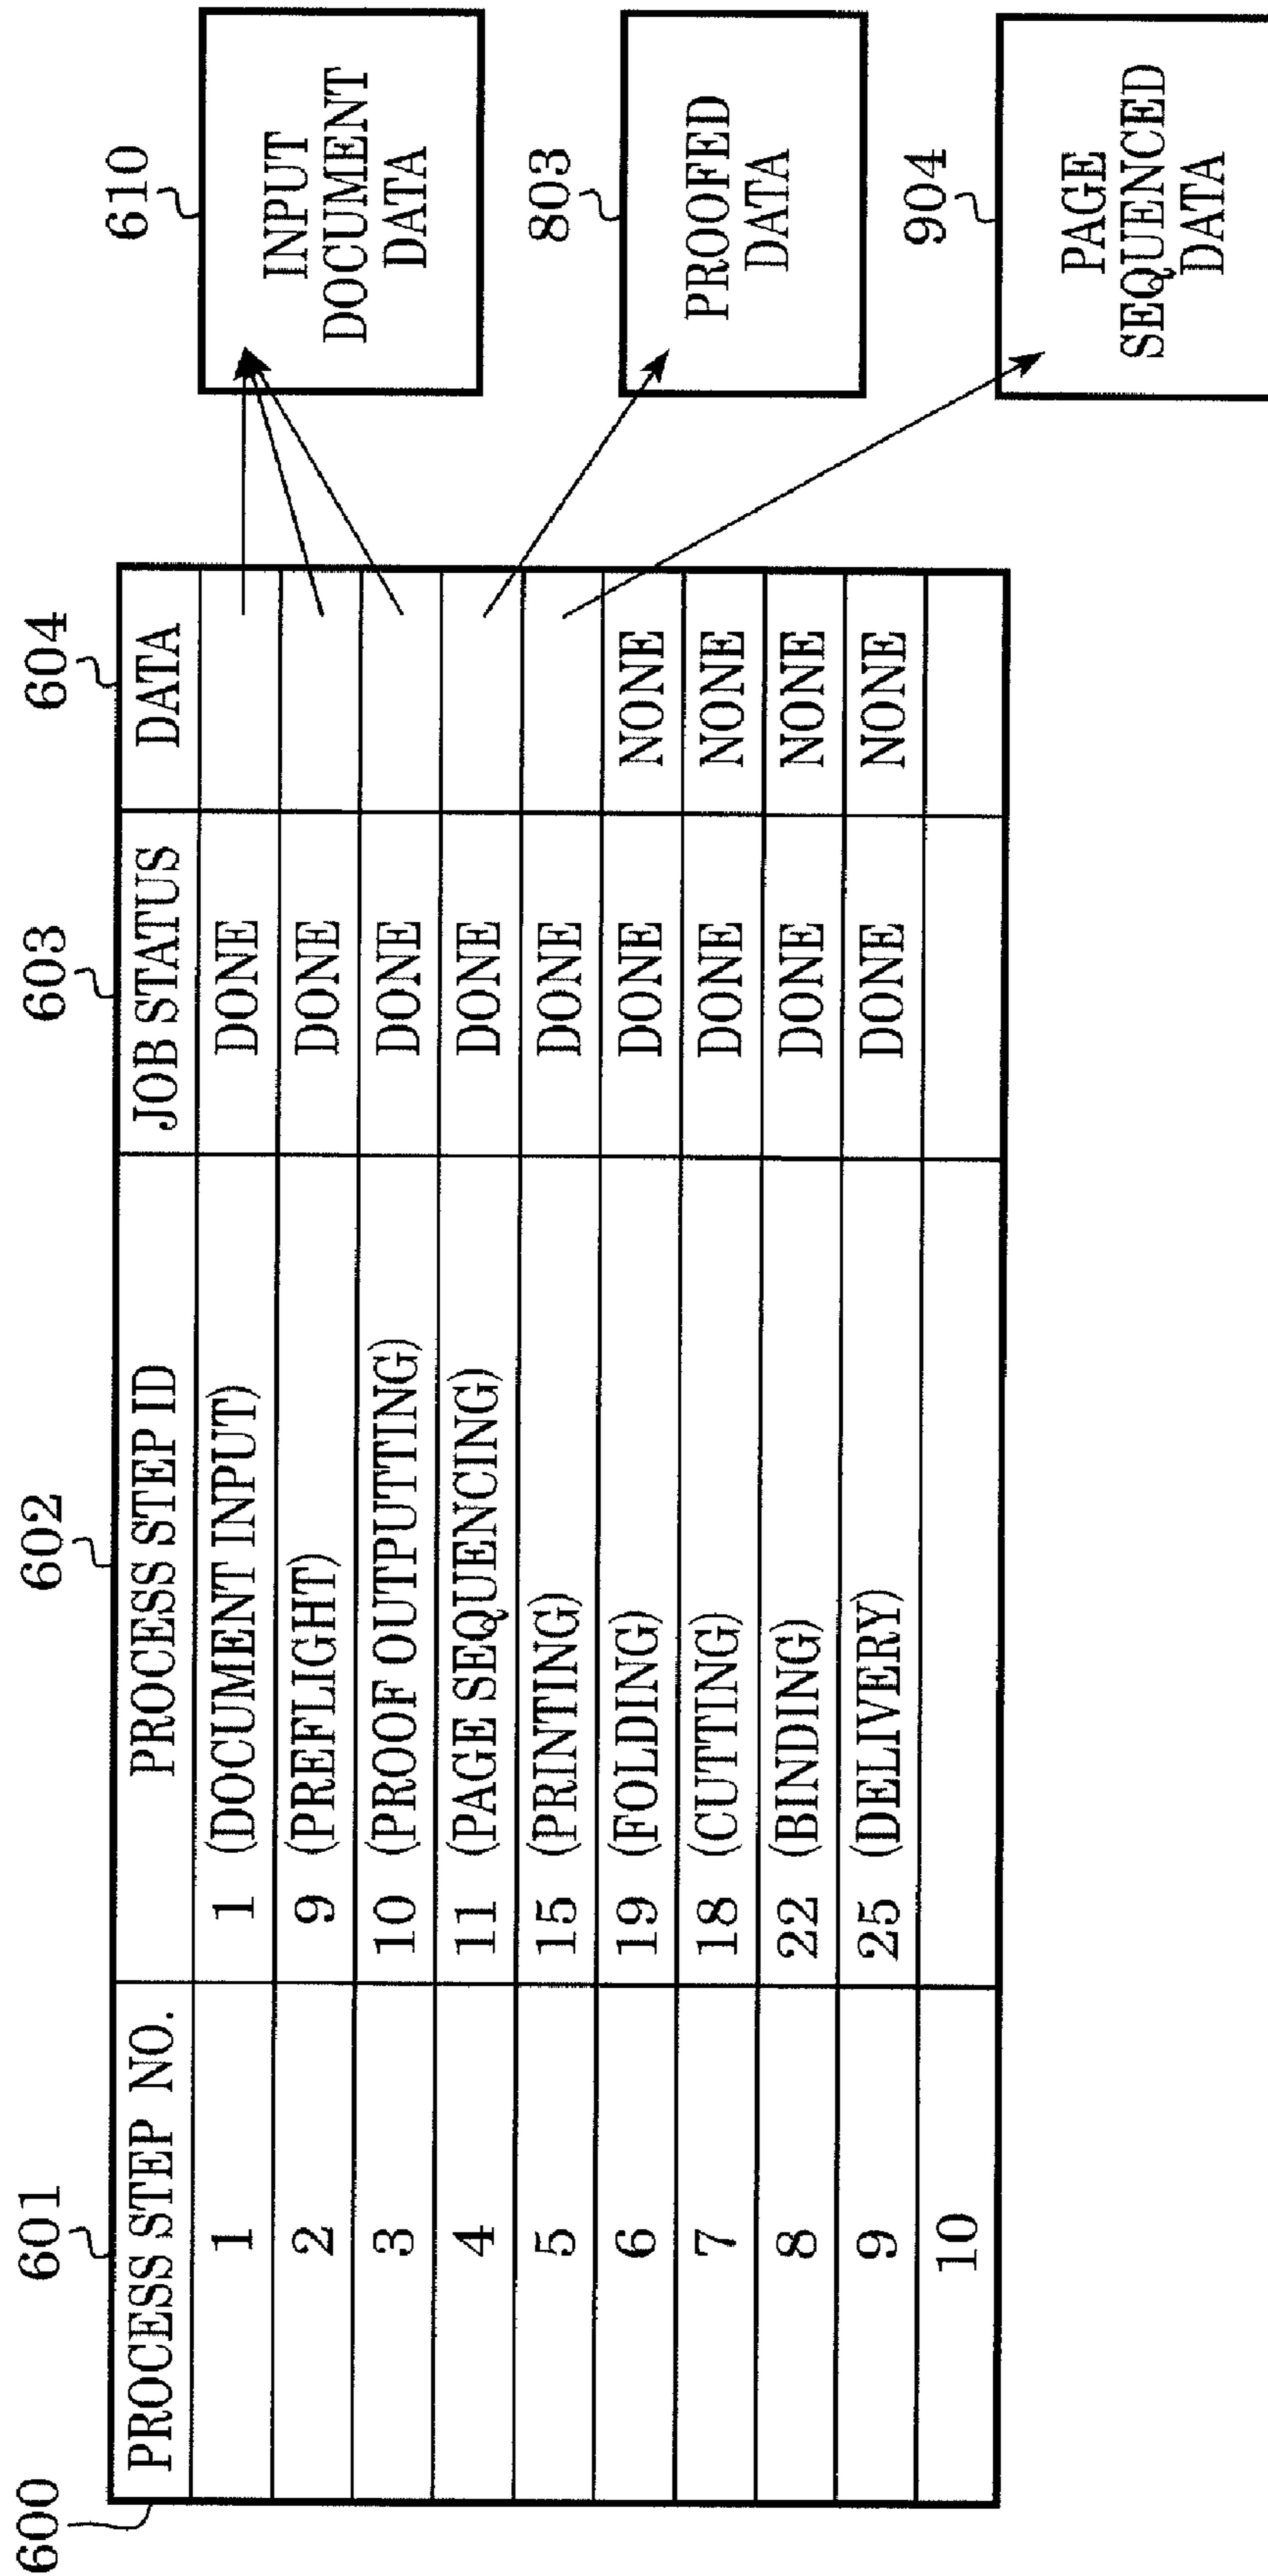 600
601
602
603
604
PROCESS STEP NO. PROCESS STEP ID JOB STATUS DATA
1 1 (DOCUMENT INPUT) DONE
2 9 (PREFLIGHT) DONE
3 10 (PROOF OUTPUTTING) DONE
4 11 (PAGE SEQUENCING) DONE
5 15 (PRINTING) DONE
6 19 (FOLDING) DONE NONE
7 18 (CUTTING) DONE NONE
8 22 (BINDING) DONE NONE
9 25 (DELIVERY) DONE NONE
10
610
INPUT
DOCUMENT
DATA
803
PROOFED
DATA
904
PAGE
SEQUENCED
DATA